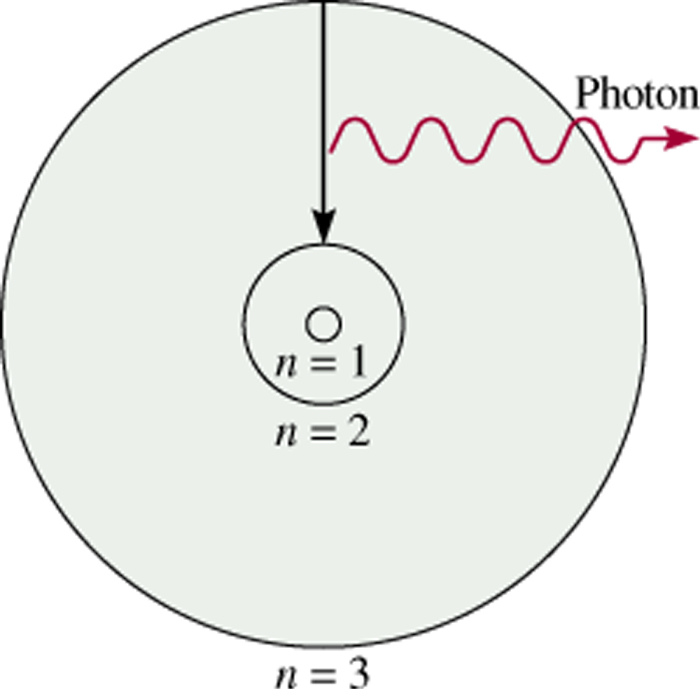 Photon
n = 1
n = 2
n = 3